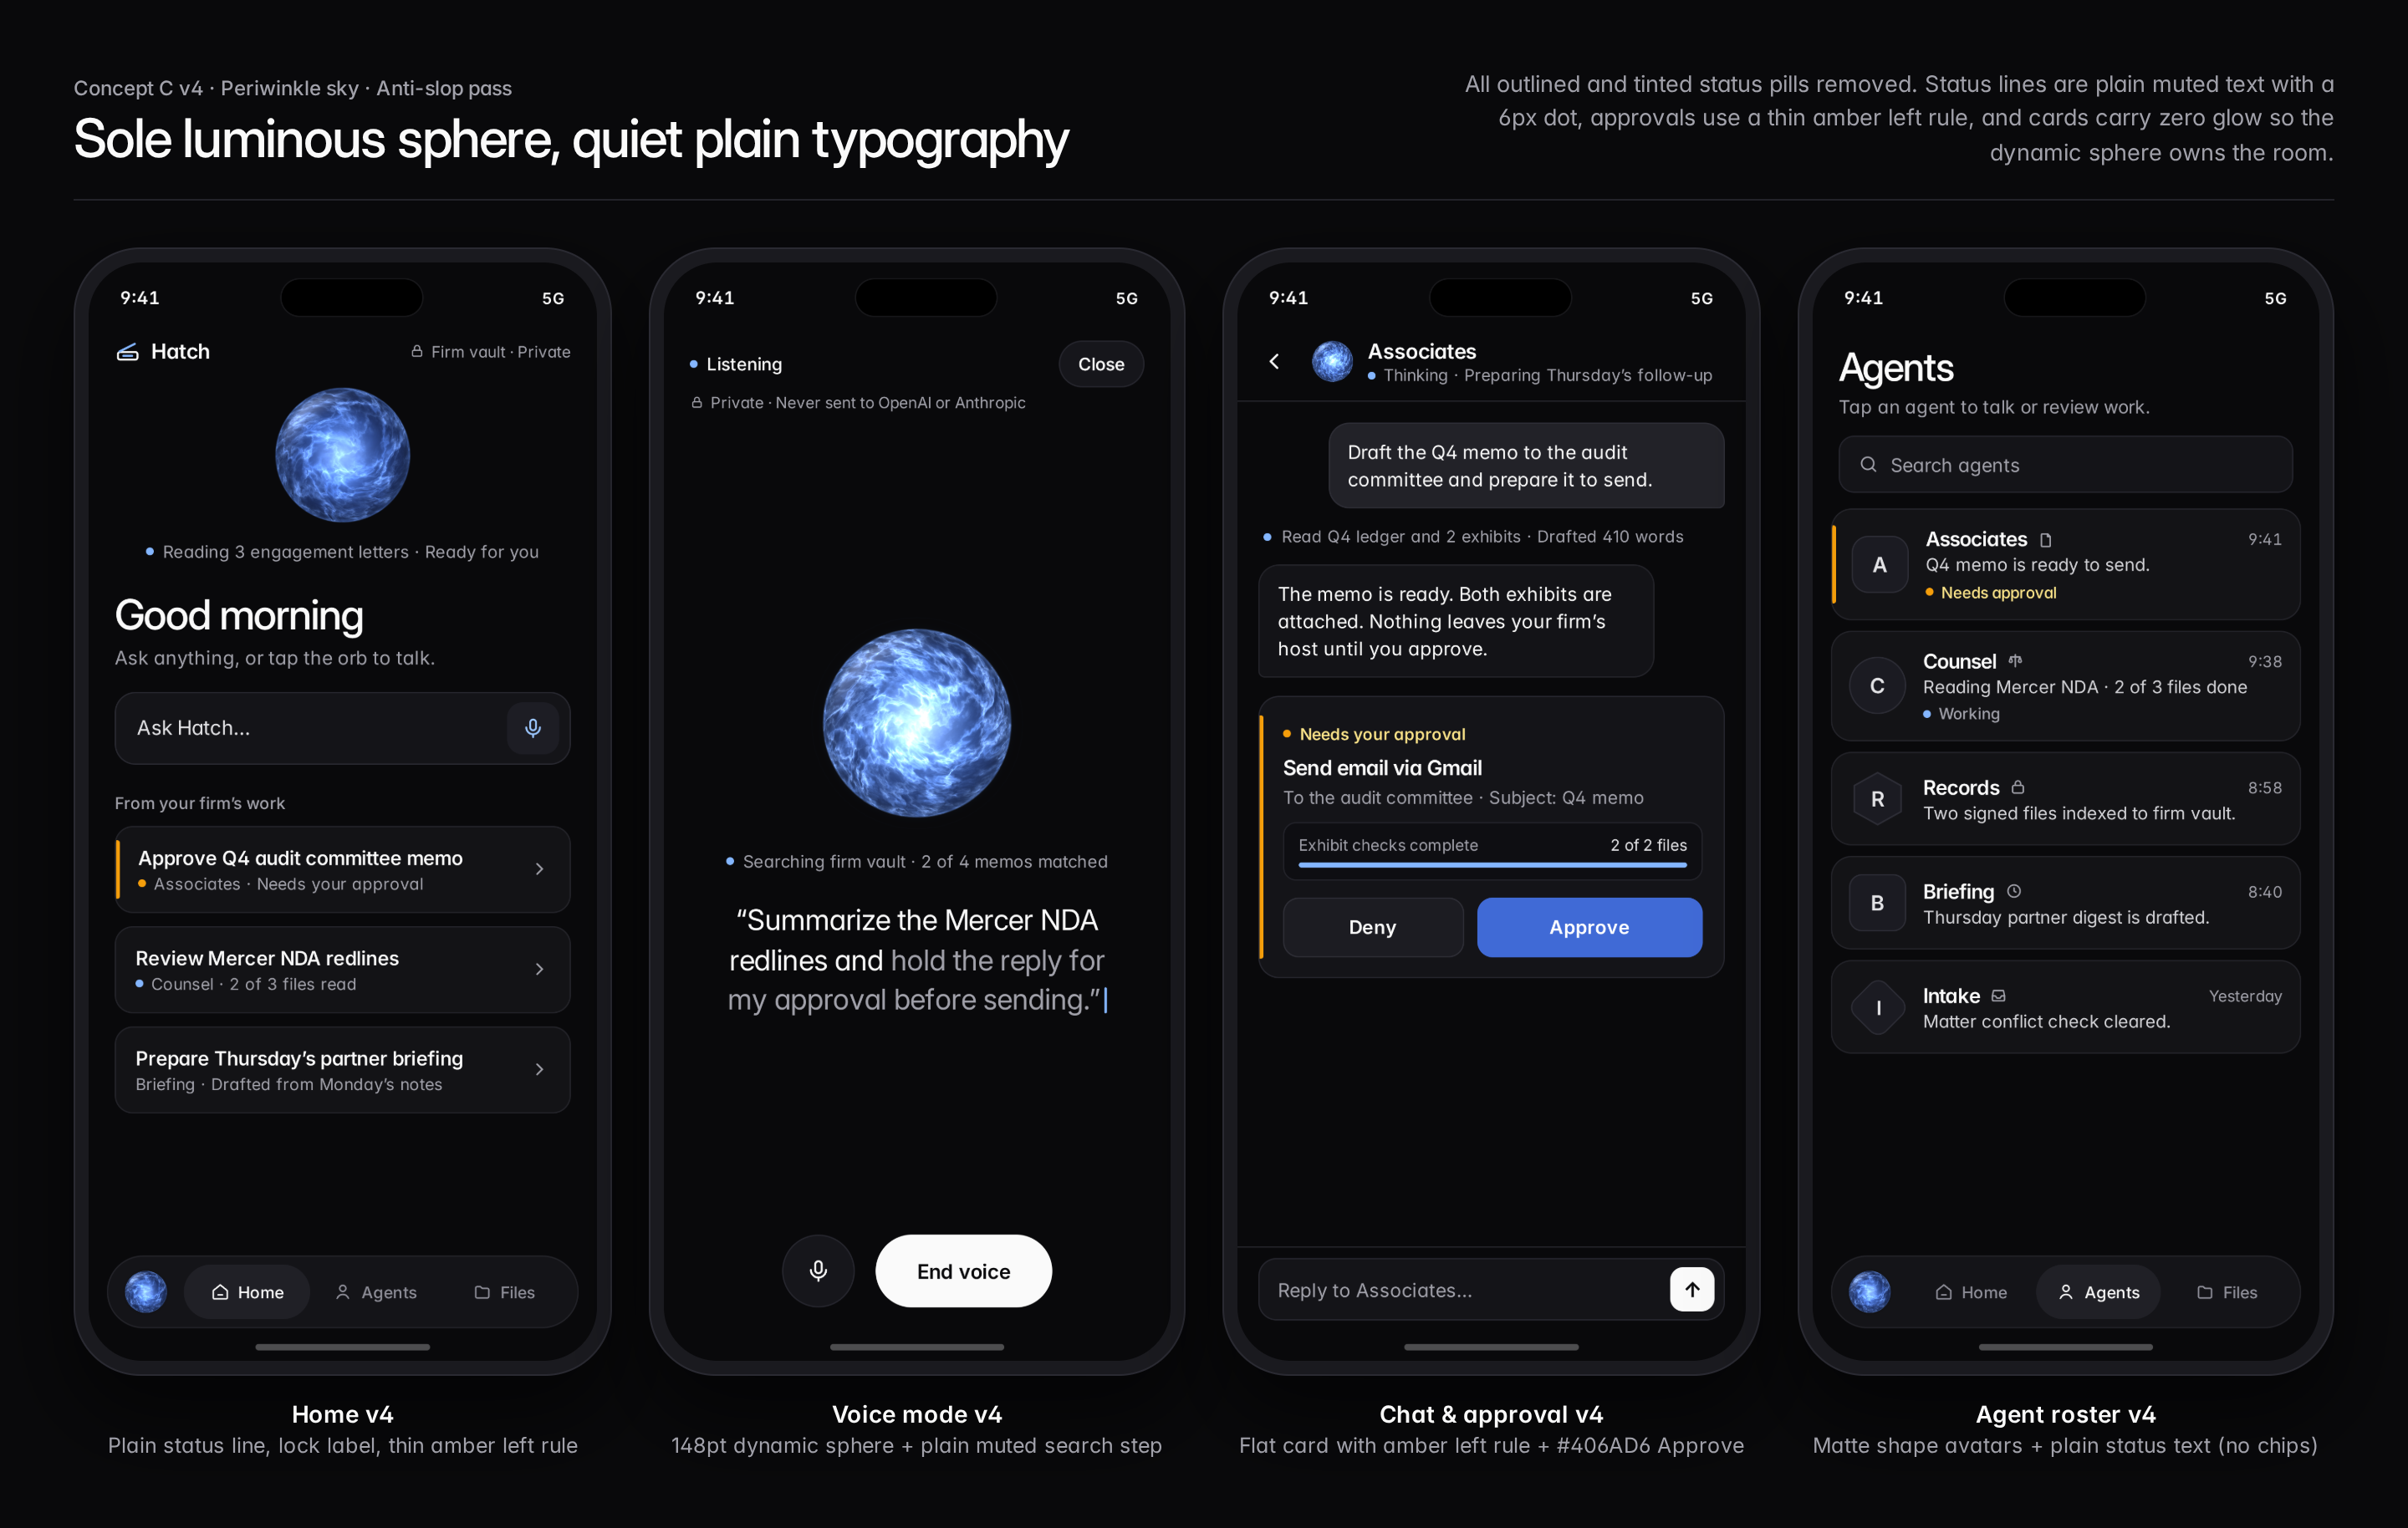 Concept C v4 · Periwinkle sky · Anti-slop pass
Sole luminous sphere, quiet plain typography
All outlined and tinted status pills removed. Status lines are plain muted text with a
6px dot, approvals use a thin amber left rule, and cards carry zero glow so the
dynamic sphere owns the room.
9:41
5G
Hatch
Firm vault · Private
Reading 3 engagement letters · Ready for you
Good morning
Ask anything, or tap the orb to talk.
Ask Hatch...
From your firm’s work
Approve Q4 audit committee memo
Associates · Needs your approval
Review Mercer NDA redlines
Counsel · 2 of 3 files read
Prepare Thursday’s partner briefing
Briefing · Drafted from Monday’s notes
Home
Agents
Files
Home v4
Plain status line, lock label, thin amber left rule
9:41
5G
Listening
Close
Private · Never sent to OpenAI or Anthropic
Searching firm vault · 2 of 4 memos matched
“Summarize the Mercer NDA
redlines and hold the reply for
my approval before sending.”
End voice
Voice mode v4
148pt dynamic sphere + plain muted search step
9:41
5G
Associates
Thinking · Preparing Thursday’s follow-up
Draft the Q4 memo to the audit
committee and prepare it to send.
Read Q4 ledger and 2 exhibits · Drafted 410 words
The memo is ready. Both exhibits are
attached. Nothing leaves your firm’s
host until you approve.
Needs your approval
Send email via Gmail
To the audit committee · Subject: Q4 memo
Exhibit checks complete
2 of 2 files
Deny
Approve
Reply to Associates...
Chat & approval v4
Flat card with amber left rule + #406AD6 Approve
9:41
5G
Agents
Tap an agent to talk or review work.
Search agents
A
Associates
9:41
Q4 memo is ready to send.
Needs approval
C
Counsel
9:38
Reading Mercer NDA · 2 of 3 files done
Working
R
Records
8:58
Two signed files indexed to firm vault.
B
Briefing
8:40
Thursday partner digest is drafted.
I
Intake
Yesterday
Matter conflict check cleared.
Home
Agents
Files
Agent roster v4
Matte shape avatars + plain status text (no chips)